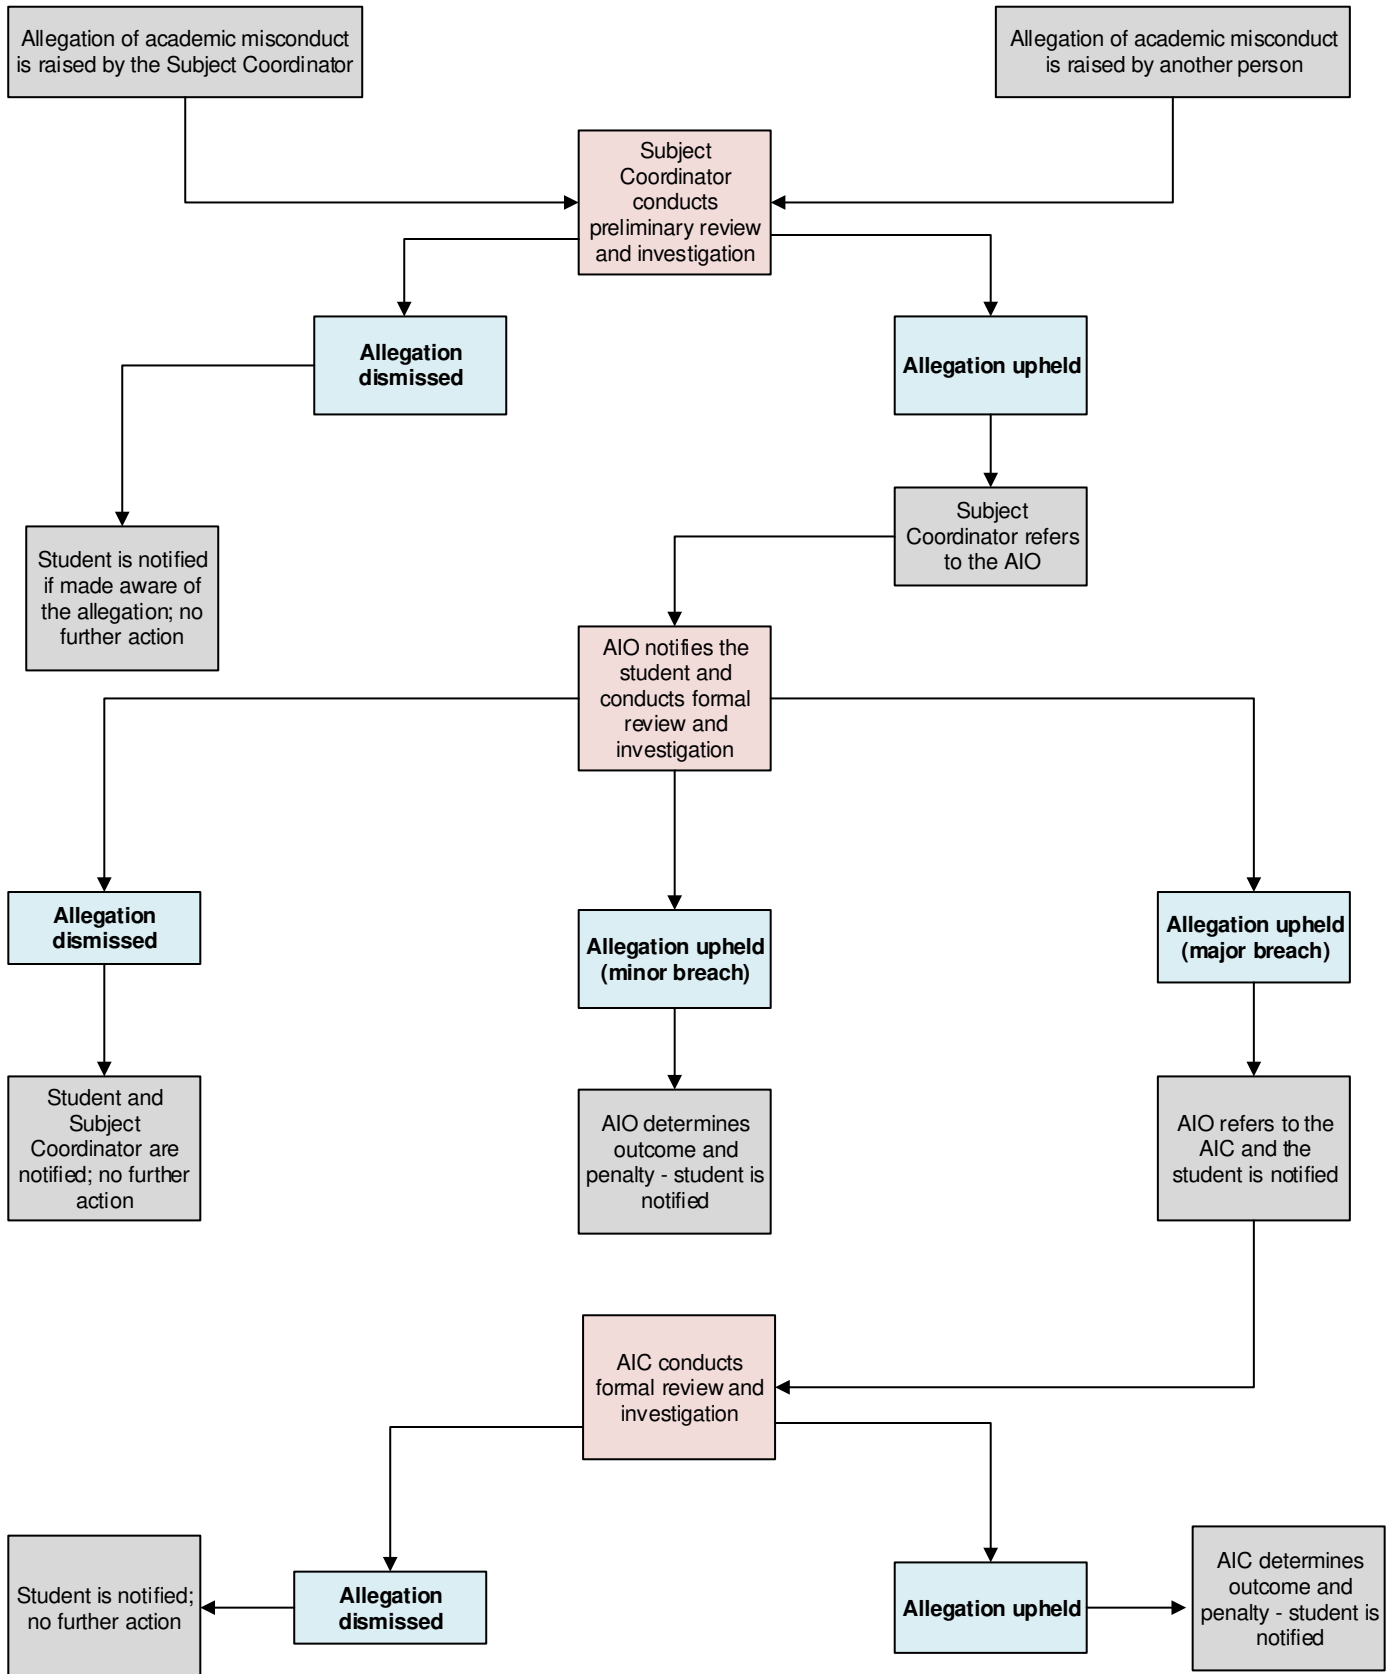 Allegation of academic misconduct
is raised by the Subject Coordinator
Allegation of academic misconduct
is raised by another person
Subject
Coordinator
conducts
preliminary review
and investigation
Allegation
dismissed
Allegation upheld
Student is notified
if made aware of
the allegation; no
further action
Subject
Coordinator refers
to the AIO
AIO notifies the
student and
conducts formal
review and
investigation
Allegation
dismissed
Allegation upheld
(minor breach)
Allegation upheld
(major breach)
Student and
Subject
Coordinator are
notified; no further
action
AIO determines
outcome and
penalty - student is
notified
AIO refers to the
AIC and the
student is notified
AIC conducts
formal review and
investigation
Student is notified;
no further action
Allegation
dismissed
Allegation upheld
AIC determines
outcome and
penalty - student is
notified